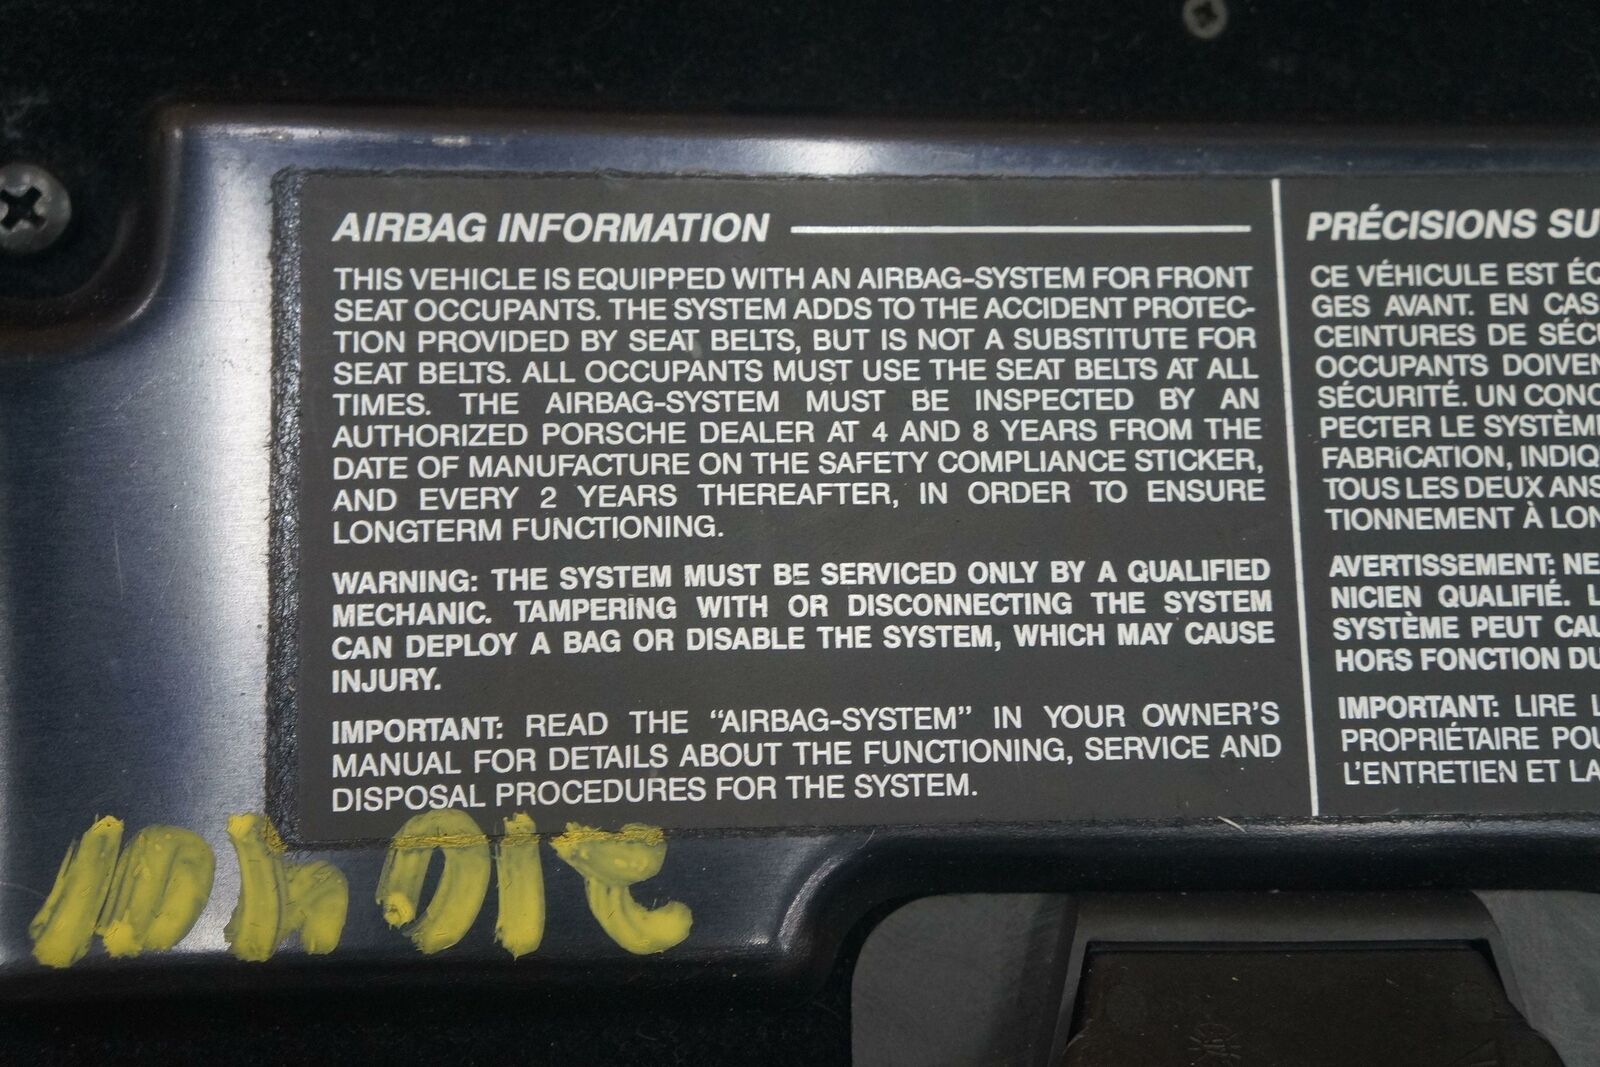 AIRBAG INFORMATION
THIS VEHICLE IS EQUIPPED WITH AN AIRBAG-SYSTEM FOR FRONT
SEAT OCCUPANTS. THE SYSTEM ADDS TO THE ACCIDENT PROTEC-
TION PROVIDED BY SEAT BELTS, BUT IS NOT A SUBSTITUTE FOR
SEAT BELTS. ALL OCCUPANTS MUST USE THE SEAT BELTS AT ALL
TIMES. THE AIRBAG-SYSTEM MUST BE INSPECTED BY AN
AUTHORIZED PORSCHE DEALER AT 4 AND 8 YEARS FROM THE
DATE OF MANUFACTURE ON THE SAFETY COMPLIANCE STICKER,
AND EVERY 2 YEARS THEREAFTER, IN ORDER TO ENSURE
LONGTERM FUNCTIONING.
WARNING: THE SYSTEM MUST BE SERVICED ONLY BY A QUALIFIED
MECHANIC. TAMPERING WITH OR DISCONNECTING THE SYSTEM
CAN DEPLOY A BAG OR DISABLE THE SYSTEM, WHICH MAY CAUSE
INJURY.
IMPORTANT: READ THE "AIRBAG-SYSTEM" IN YOUR OWNER'S
MANUAL FOR DETAILS ABOUT THE FUNCTIONING, SERVICE AND
DISPOSAL PROCEDURES FOR THE SYSTEM.
PRÉCISIONS SU
CE VÉHICULE EST ÉQ
GES AVANT. EN CAS
CEINTURES DE SÉCU
OCCUPANTS DOIVEN
SÉCURITÉ. UN CONC
PECTER LE SYSTÈME
FABRICATION, INDIQ
TOUS LES DEUX ANS
TIONNEMENT À LON
AVERTISSEMENT: NE
NICIEN QUALIFIÉ. L
SYSTÈME PEUT CAU
HORS FONCTION DU
IMPORTANT: LIRE L
PROPRIÉTAIRE POU
L'ENTRETIEN ET LA